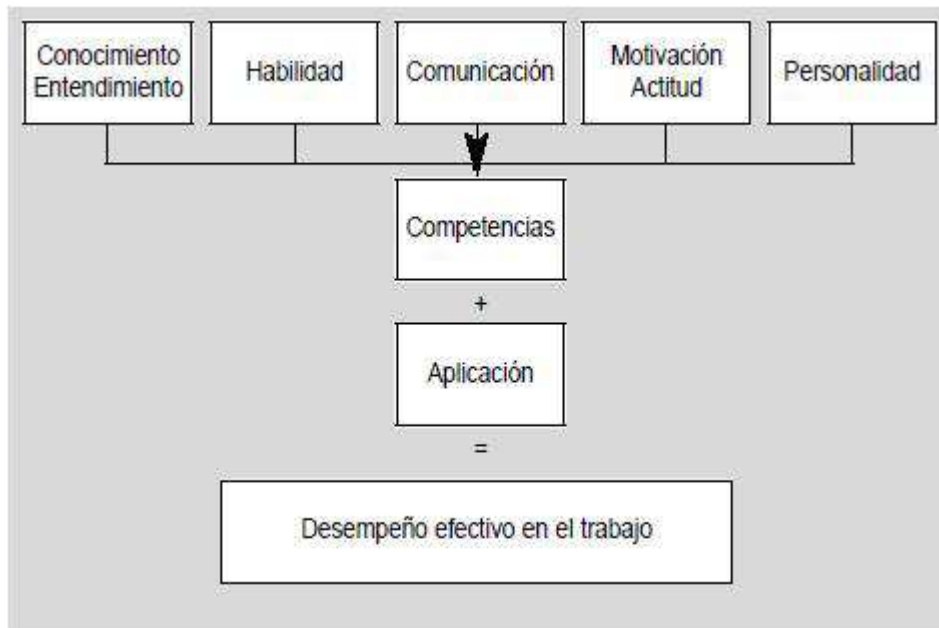 Conocimiento
Entendimiento
Habilidad
Comunicación
Motivación
Actitud
Personalidad
Competencias
+
Aplicación
=
Desempeño efectivo en el trabajo